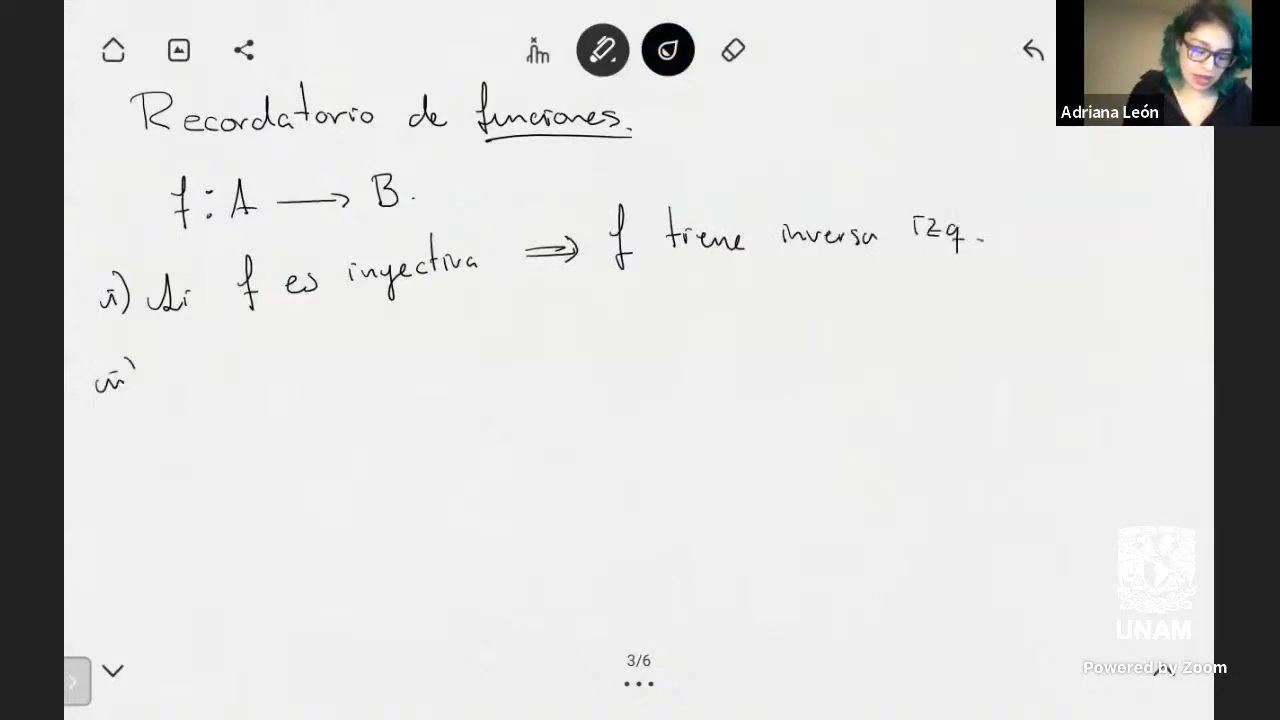 Adriana León
Recordatorio de funciones.
f : A ⟶ B.
i) Si f es inyectiva ⟹ f tiene inversa izq.
ii)
UNAM
3/6
Powered by Zoom